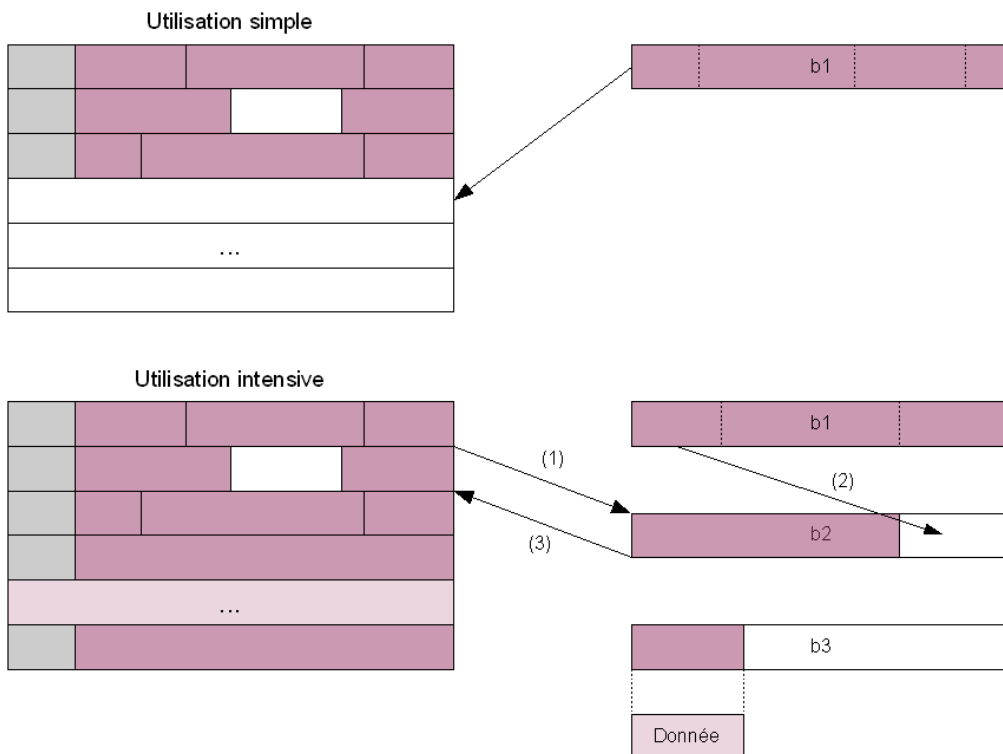 Utilisation simple
b1
...
Utilisation intensive
b1
(1)
(2)
b2
(3)
...
b3
Donnée